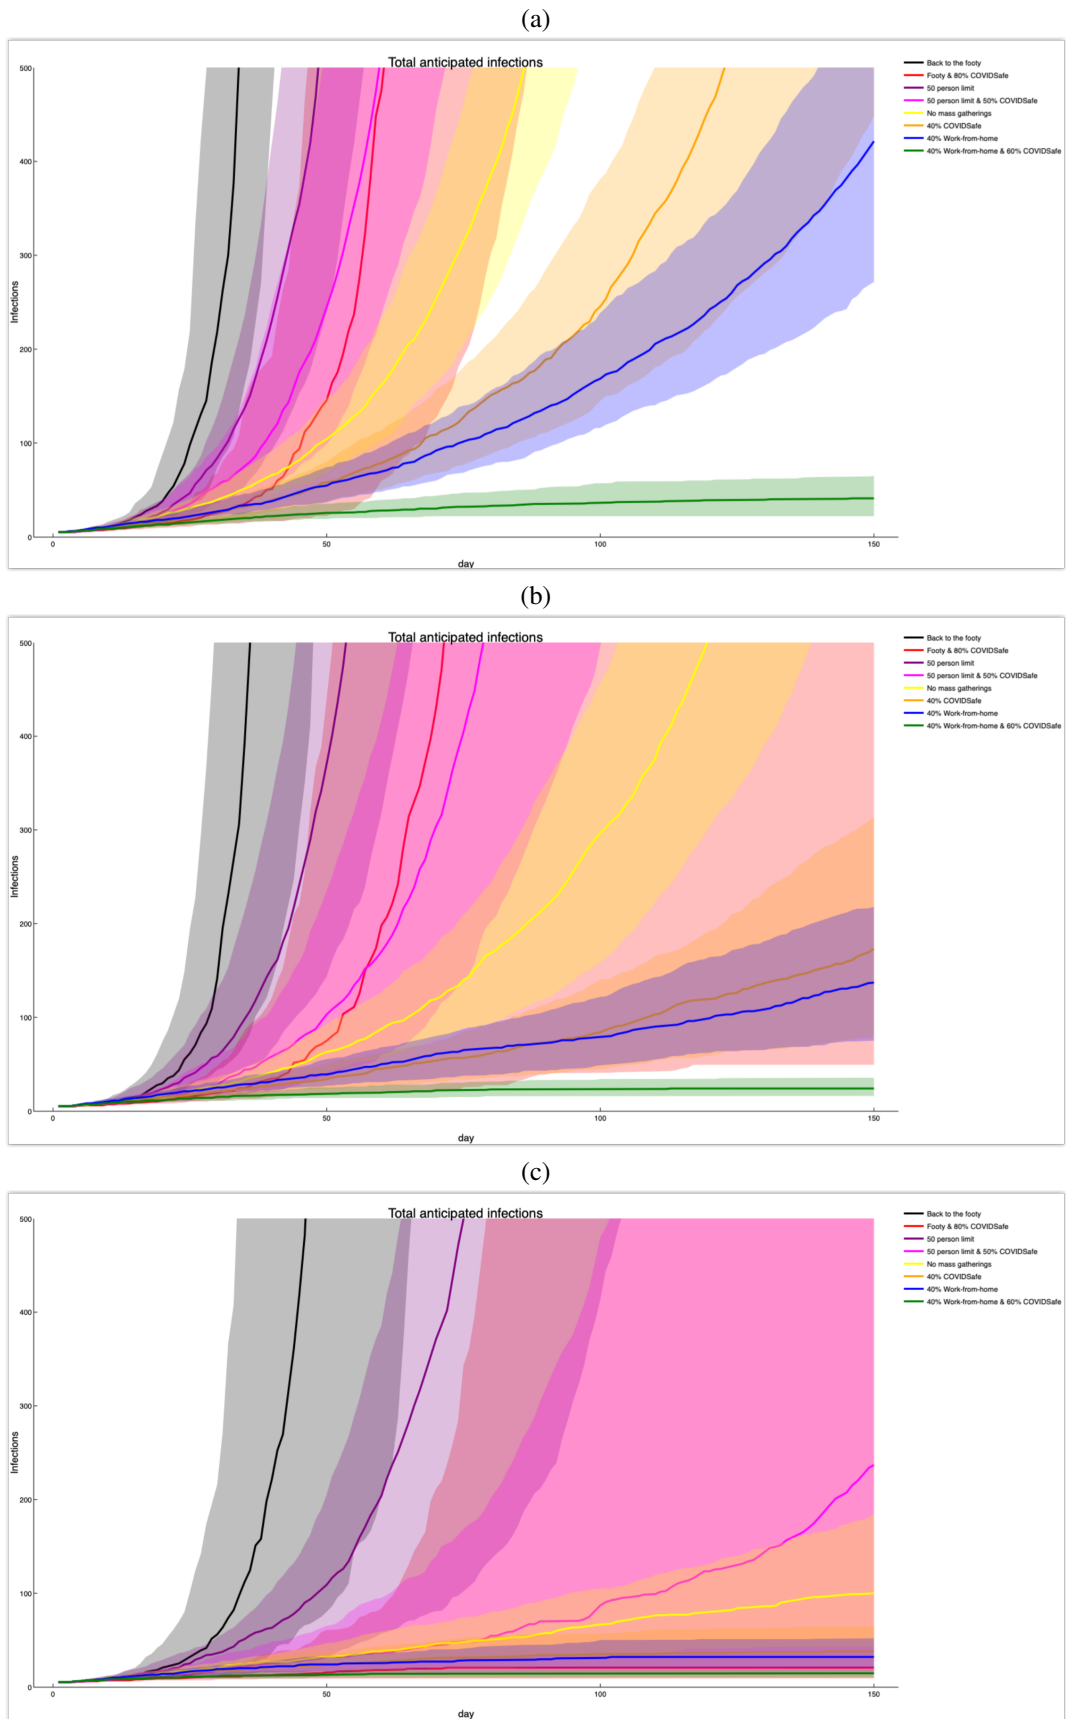 (a)
Total anticipated infections
500
400
300
200
100
0
Infections
0
50
100
150
day
Back to the footy
Footy & 80% COVIDSafe
50 person limit
50 person limit & 50% COVIDSafe
No mass gatherings
40% COVIDSafe
40% Work-from-home
40% Work-from-home & 60% COVIDSafe
(b)
Total anticipated infections
500
400
300
200
100
0
Infections
0
50
100
150
day
Back to the footy
Footy & 80% COVIDSafe
50 person limit
50 person limit & 50% COVIDSafe
No mass gatherings
40% COVIDSafe
40% Work-from-home
40% Work-from-home & 60% COVIDSafe
(c)
Total anticipated infections
500
400
300
200
100
0
Infections
0
50
100
150
day
Back to the footy
Footy & 80% COVIDSafe
50 person limit
50 person limit & 50% COVIDSafe
No mass gatherings
40% COVIDSafe
40% Work-from-home
40% Work-from-home & 60% COVIDSafe